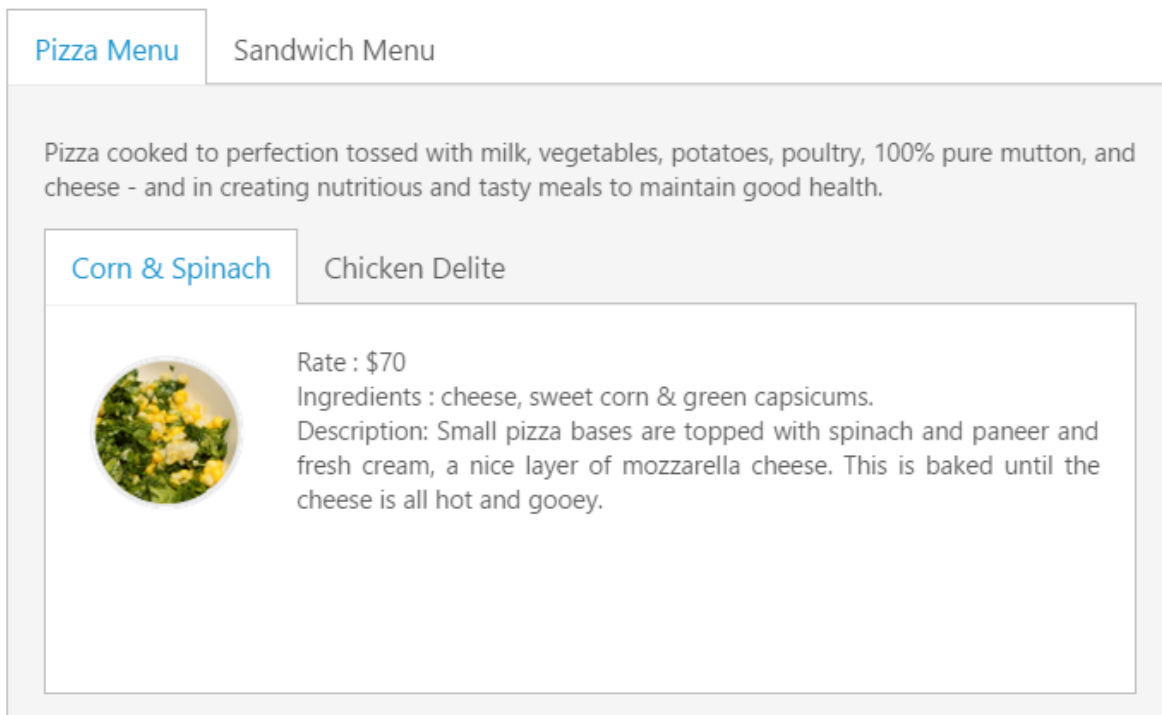 Pizza Menu Sandwich Menu
Pizza cooked to perfection tossed with milk, vegetables, potatoes, poultry, 100% pure mutton, and
cheese - and in creating nutritious and tasty meals to maintain good health.
Corn & Spinach Chicken Delite
Rate : $70
Ingredients : cheese, sweet corn & green capsicums.
Description: Small pizza bases are topped with spinach and paneer and
fresh cream, a nice layer of mozzarella cheese. This is baked until the
cheese is all hot and gooey.